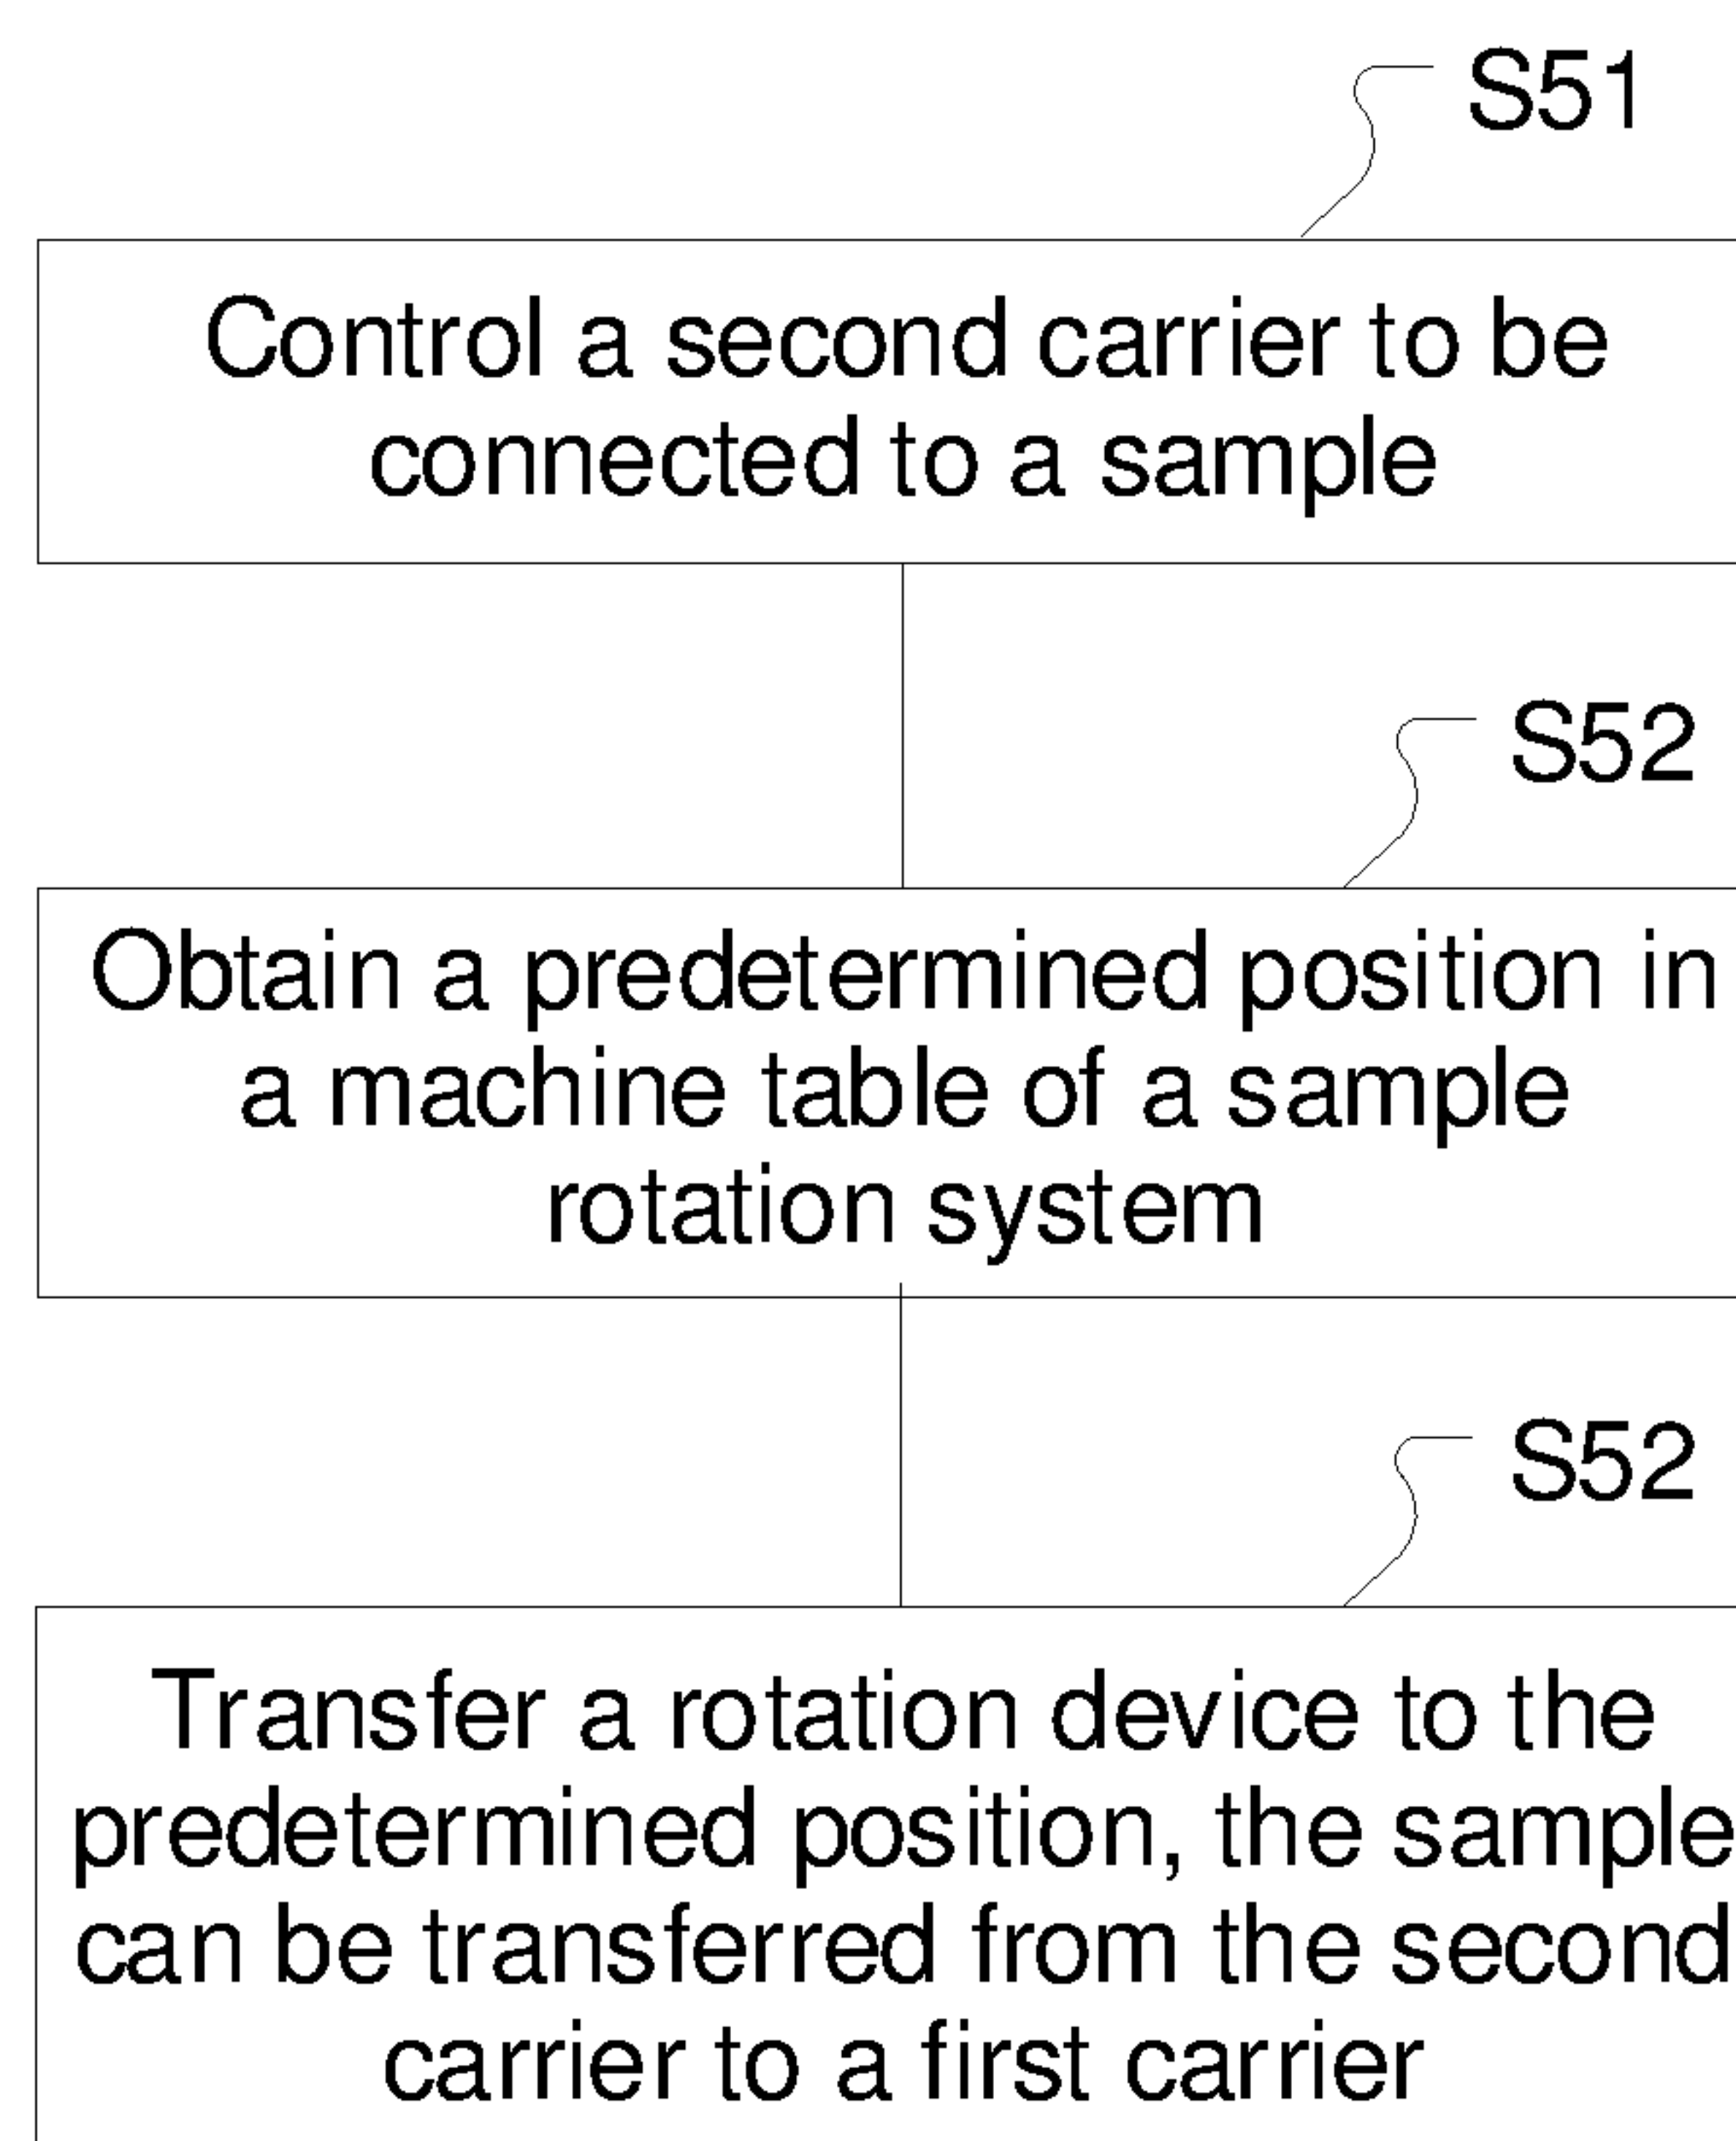 S51
Control a second carrier to be
connected to a sample
S52
Obtain a predetermined position in
a machine table of a sample
rotation system
S52
Transfer a rotation device to the
predetermined position, the sample
can be transferred from the second
carrier to a first carrier